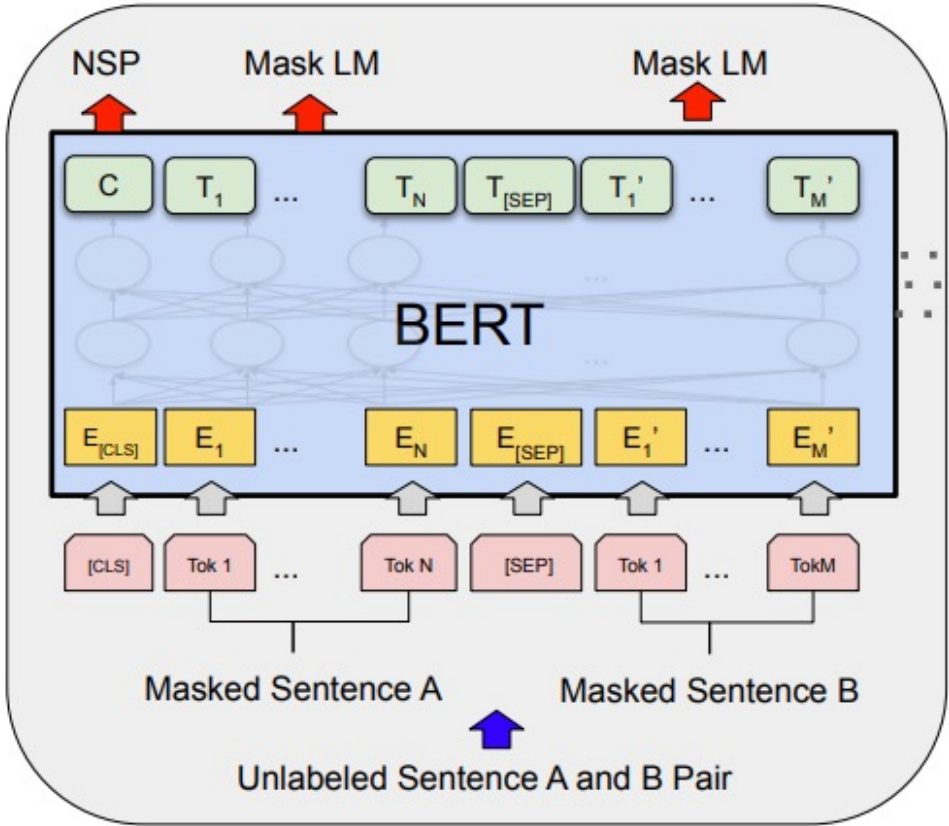 NSP Mask LM Mask LM
C T1 ... TN T[SEP] T1’ ... TM’
...
BERT
...
E[CLS] E1 ... EN E[SEP] E1’ ... EM’
[CLS] Tok 1 ... Tok N [SEP] Tok 1 ... TokM
Masked Sentence A Masked Sentence B
Unlabeled Sentence A and B Pair